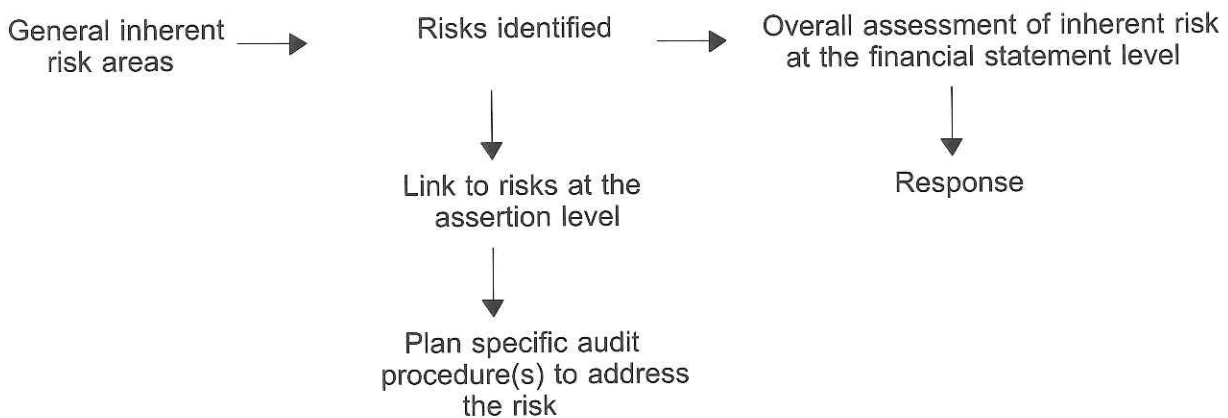 General inherent
risk areas
Risks identified
Overall assessment of inherent risk
at the financial statement level
Link to risks at the
assertion level
Response
Plan specific audit
procedure(s) to address
the risk